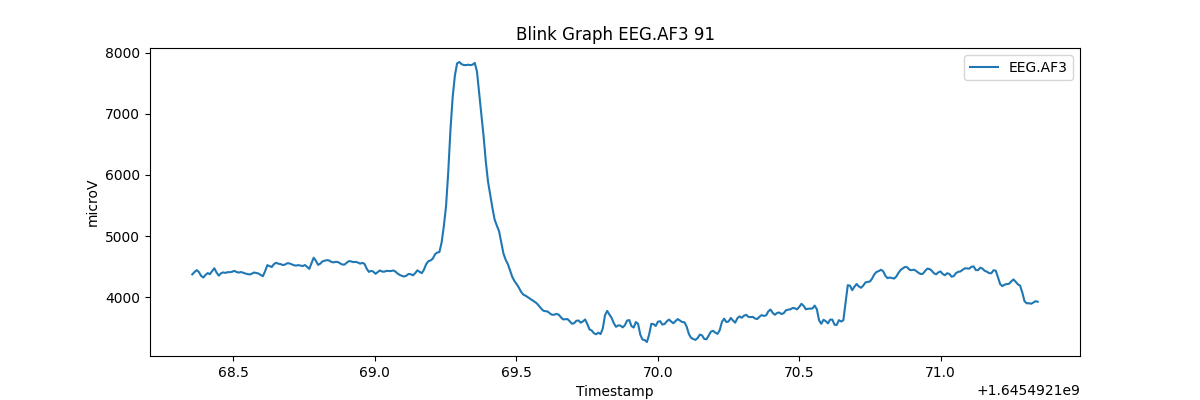 Blink Graph EEG.AF3 91
EEG.AF3
8000
7000
6000
5000
4000
microV
68.5 69.0 69.5 70.0 70.5 71.0
Timestamp
+1.6454921e9